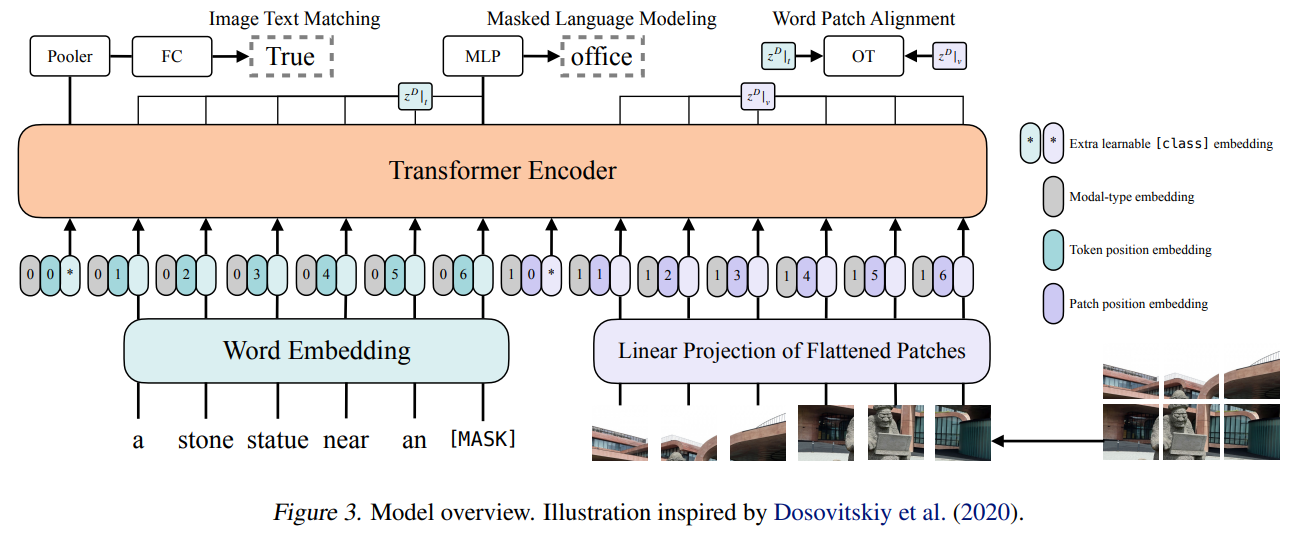 Image Text Matching
Masked Language Modeling
Word Patch Alignment
Pooler
FC
True
MLP
office
z^D|_t
OT
z^D|_v
z^D|_t
z^D|_v
Transformer Encoder
* * Extra learnable [class] embedding
Modal-type embedding
Token position embedding
Patch position embedding
0 0 * 0 1 0 2 0 3 0 4 0 5 0 6 1 0 * 1 1 1 2 1 3 1 4 1 5 1 6
Word Embedding
Linear Projection of Flattened Patches
a stone statue near an [MASK]
Figure 3. Model overview. Illustration inspired by Dosovitskiy et al. (2020).